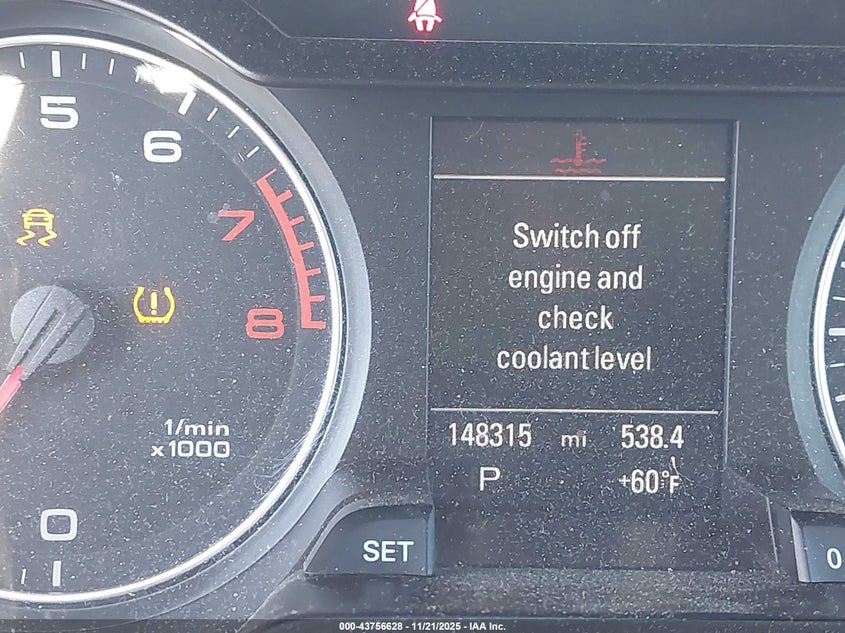 5
6
7
8
1/min
x1000
0
Switch off
engine and
check
coolant level
148315 mi 538.4
P +60°F
SET
0
000-43756628 - 11/21/2025 - IAA Inc.